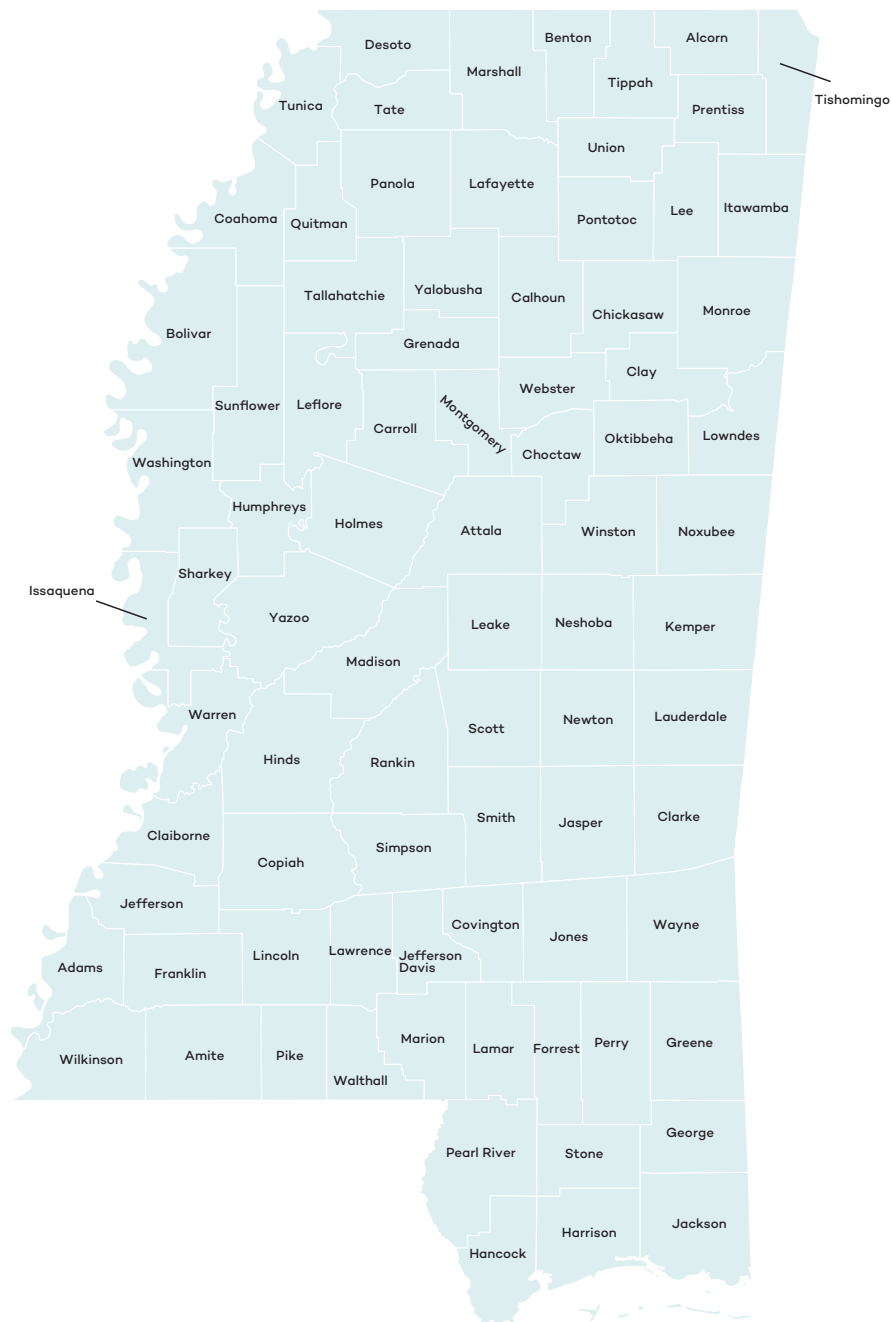 Desoto
Benton
Alcorn
Marshall
Tippah
Tishomingo
Tunica
Tate
Prentiss
Union
Panola
Lafayette
Coahoma
Quitman
Pontotoc
Lee
Itawamba
Tallahatchie
Yalobusha
Calhoun
Chickasaw
Monroe
Bolivar
Grenada
Clay
Webster
Sunflower
Leflore
Carroll
Montgomery
Choctaw
Oktibbeha
Lowndes
Washington
Humphreys
Holmes
Attala
Winston
Noxubee
Sharkey
Issaquena
Yazoo
Leake
Neshoba
Kemper
Madison
Warren
Scott
Newton
Lauderdale
Hinds
Rankin
Claiborne
Smith
Jasper
Clarke
Copiah
Simpson
Jefferson
Covington
Jones
Wayne
Adams
Franklin
Lincoln
Lawrence
Jefferson
Davis
Wilkinson
Amite
Pike
Walthall
Marion
Lamar
Forrest
Perry
Greene
George
Pearl River
Stone
Jackson
Harrison
Hancock